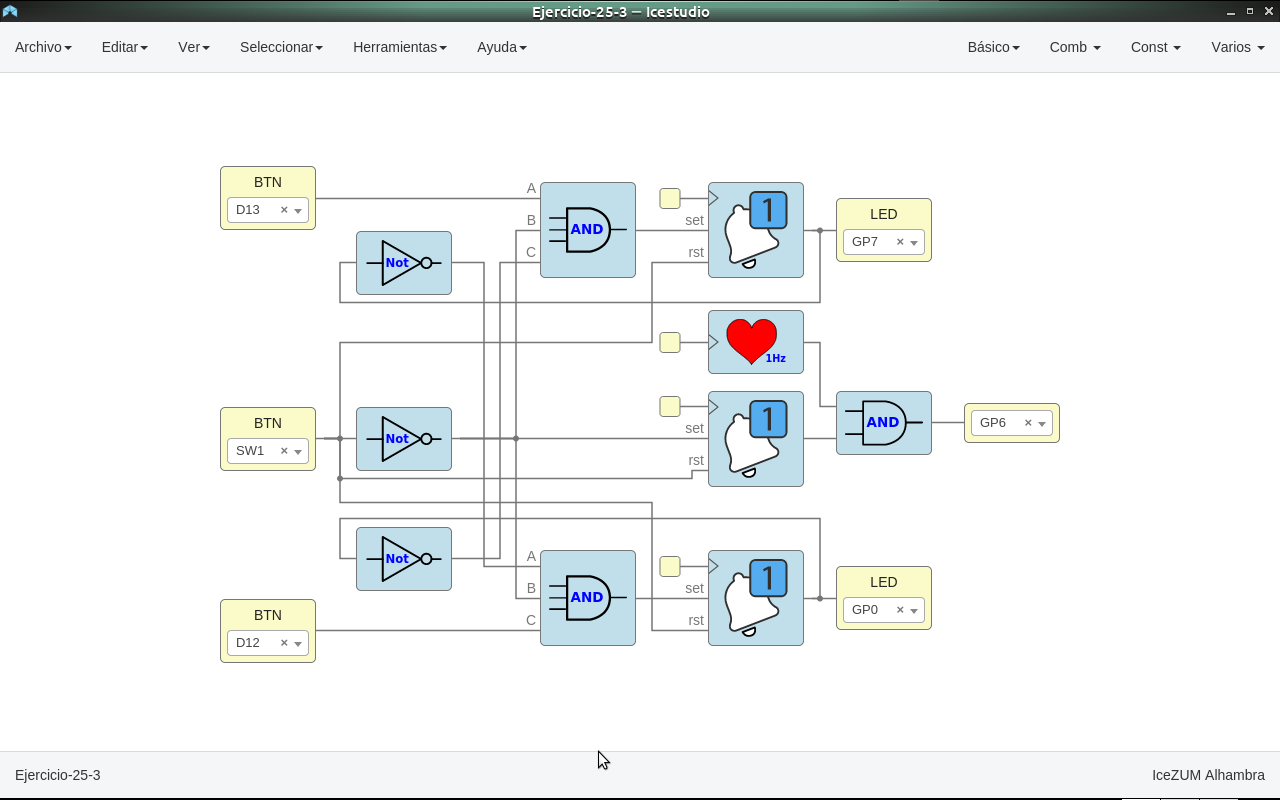 Ejercicio-25-3 – Icestudio
Archivo Editar Ver Seleccionar Herramientas Ayuda Básico Comb Const Varios
BTN
D13 ×
A
B
C
AND
set
rst
1
LED
GP7 ×
Not
1Hz
BTN
SW1 ×
Not
set
rst
1
AND
GP6 ×
Not
A
B
C
AND
set
rst
1
LED
GP0 ×
BTN
D12 ×
Ejercicio-25-3 IceZUM Alhambra